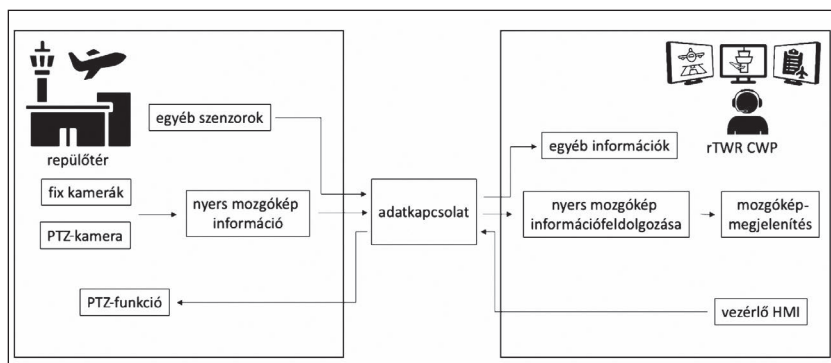 repülőtér
egyéb szenzorok
fix kamerák
PTZ-kamera
nyers mozgókép
információ
PTZ-funkció
adatkapcsolat
rTWR CWP
egyéb információk
nyers mozgókép
információfeldolgozása
mozgókép-
megjelenítés
vezérlő HMI